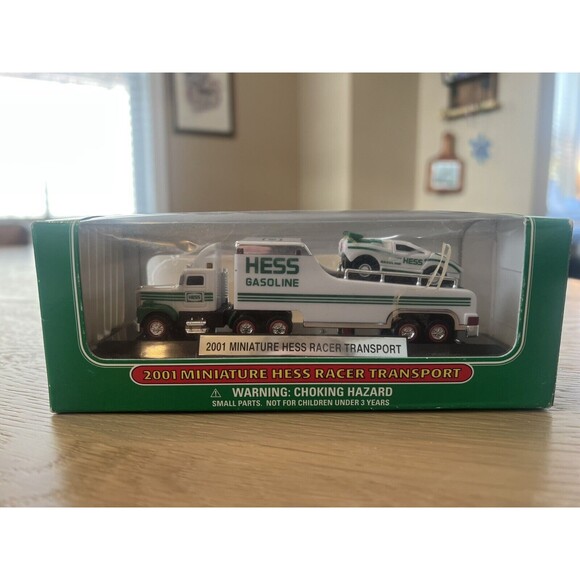 HESS
GASOLINE
HESS
HESS
2001 MINIATURE HESS RACER TRANSPORT
2001 MINIATURE HESS RACER TRANSPORT
WARNING: CHOKING HAZARD
SMALL PARTS. NOT FOR CHILDREN UNDER 3 YEARS